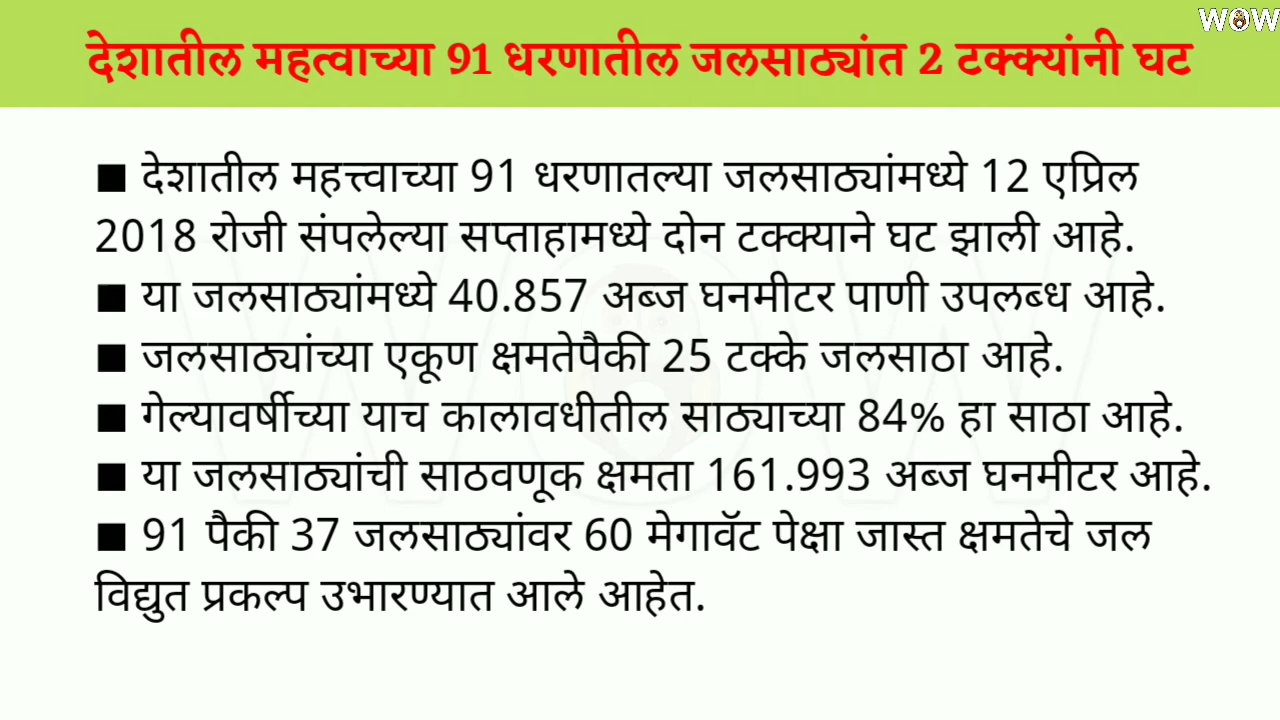 WOW
देशातील महत्वाच्या 91 धरणातील जलसाठ्यांत 2 टक्क्यांनी घट
■ देशातील महत्त्वाच्या 91 धरणातल्या जलसाठ्यांमध्ये 12 एप्रिल
2018 रोजी संपलेल्या सप्ताहामध्ये दोन टक्क्याने घट झाली आहे.
■ या जलसाठ्यांमध्ये 40.857 अब्ज घनमीटर पाणी उपलब्ध आहे.
■ जलसाठ्यांच्या एकूण क्षमतेपैकी 25 टक्के जलसाठा आहे.
■ गेल्यावर्षीच्या याच कालावधीतील साठ्याच्या 84% हा साठा आहे.
■ या जलसाठ्यांची साठवणूक क्षमता 161.993 अब्ज घनमीटर आहे.
■ 91 पैकी 37 जलसाठ्यांवर 60 मेगावॅट पेक्षा जास्त क्षमतेचे जल
विद्युत प्रकल्प उभारण्यात आले आहेत.